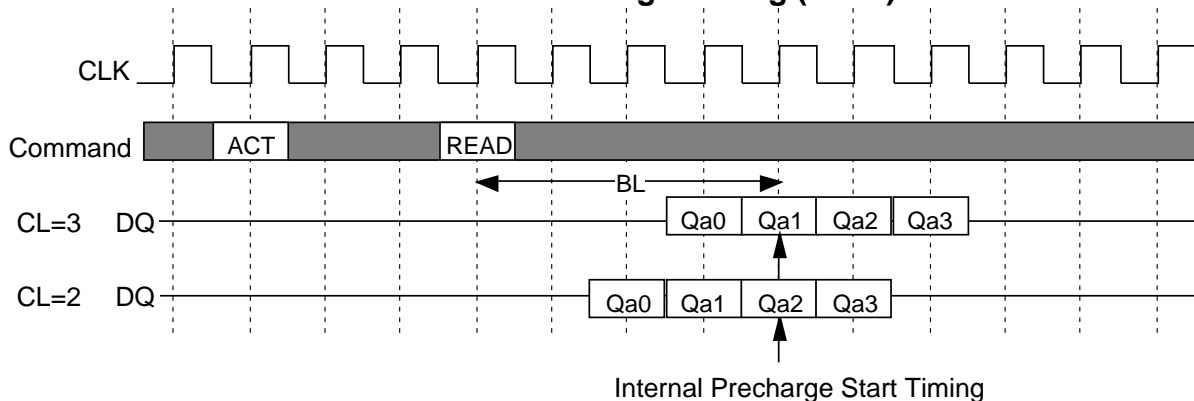 CLK
Command ACT READ
BL
CL=3 DQ Qa0 Qa1 Qa2 Qa3
CL=2 DQ Qa0 Qa1 Qa2 Qa3
Internal Precharge Start Timing